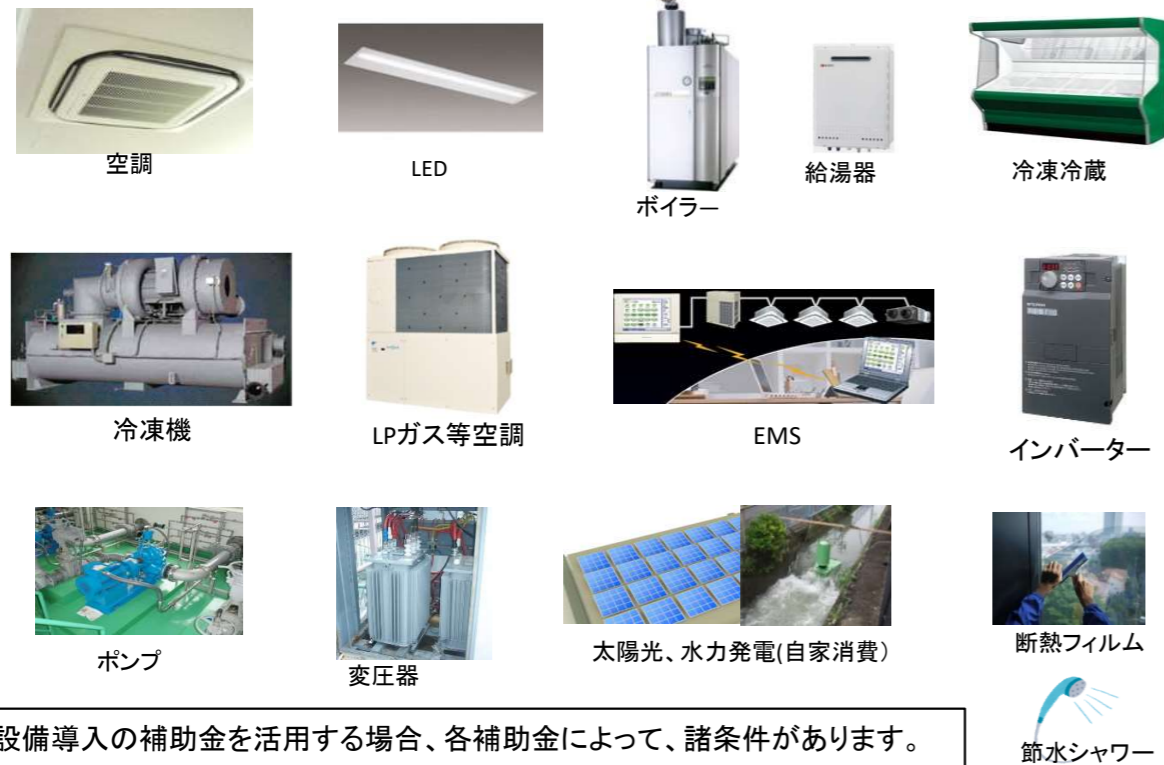 空調
LED
ボイラー
給湯器
冷凍冷蔵
冷凍機
LPガス等空調
EMS
インバーター
ポンプ
変圧器
太陽光、水力発電(自家消費）
断熱フィルム
設備導入の補助金を活用する場合、各補助金によって、諸条件があります。
節水シャワー